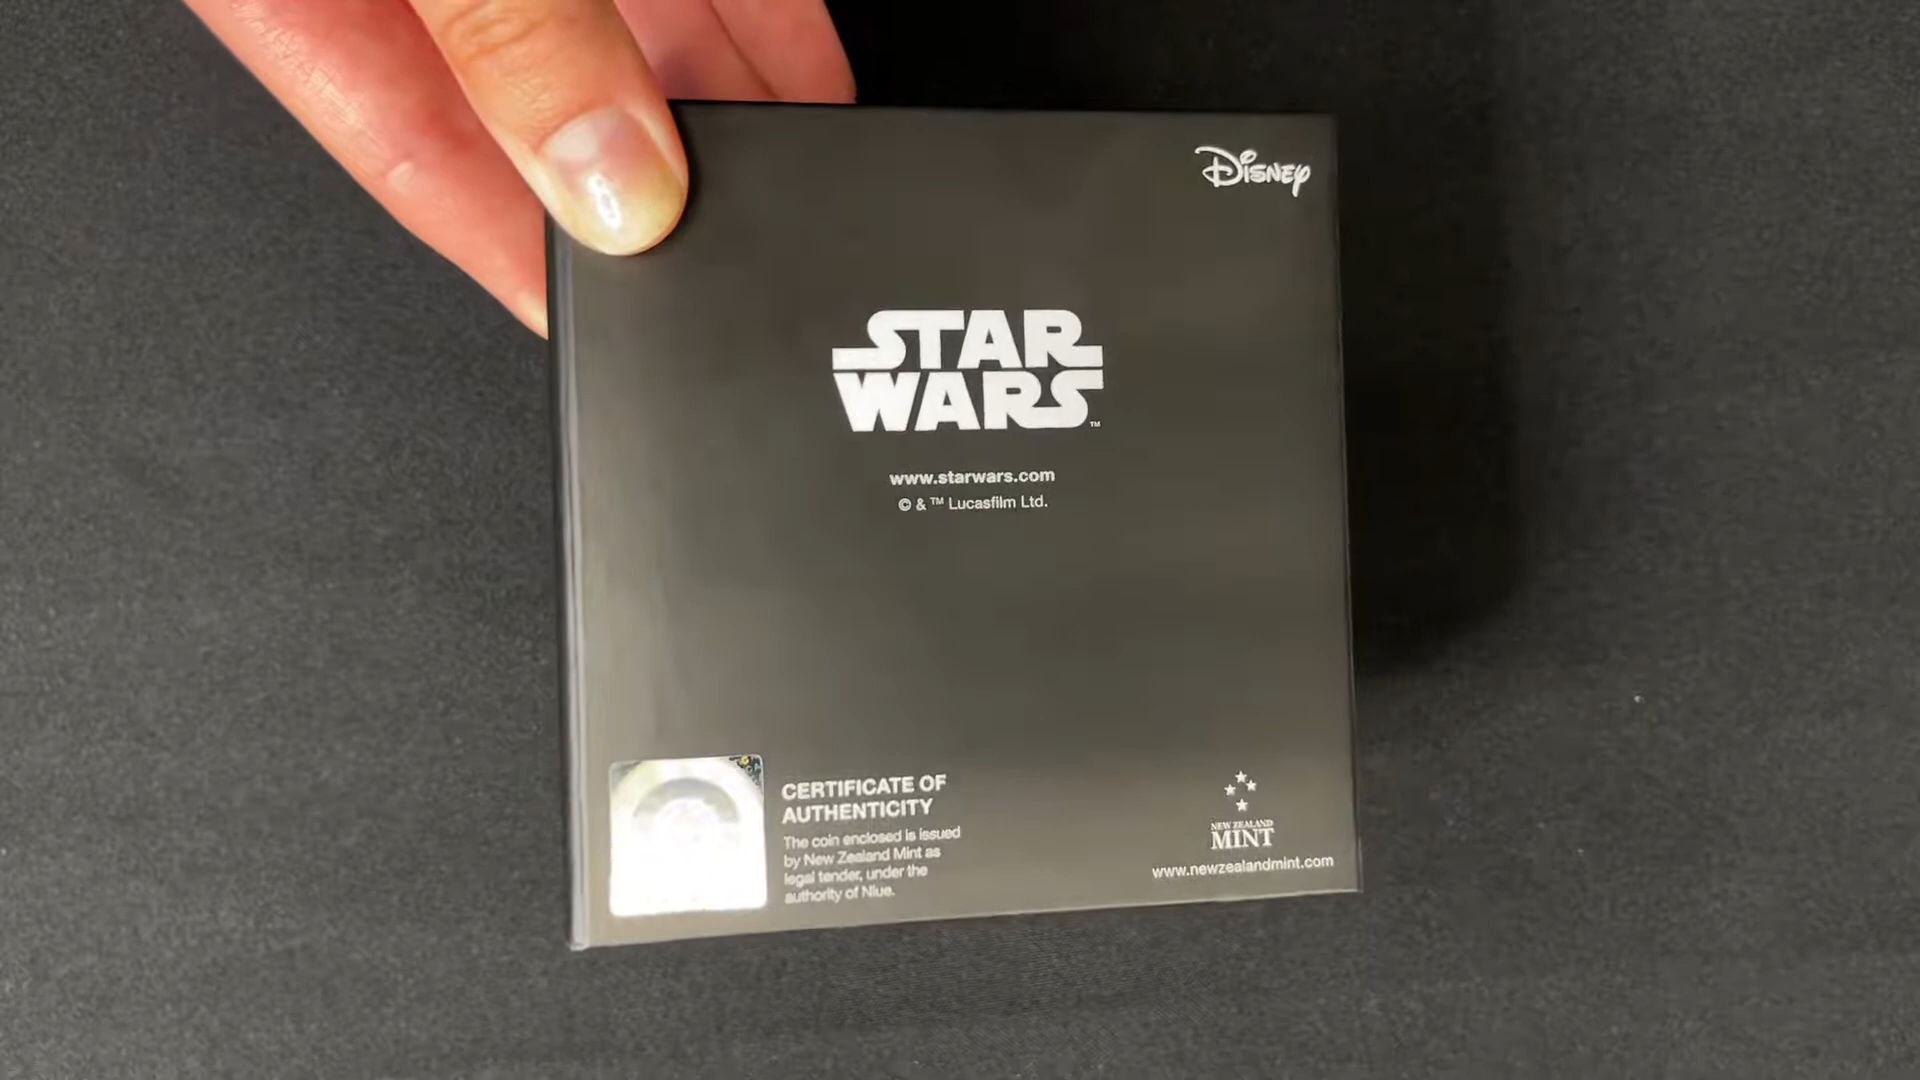 Disney
STAR
WARS™
www.starwars.com
© & ™ Lucasfilm Ltd.
CERTIFICATE OF
AUTHENTICITY
The coin enclosed is issued
by New Zealand Mint as
legal tender, under the
authority of Niue.
NEW ZEALAND
MINT
www.newzealandmint.com